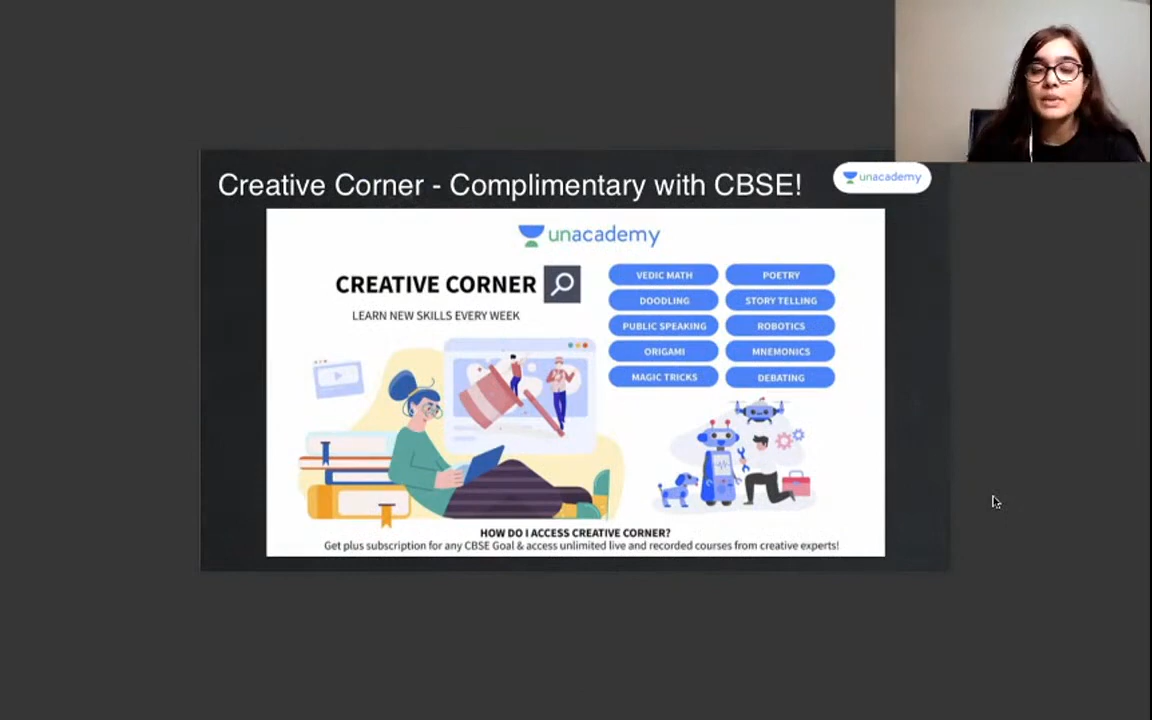 Creative Corner - Complimentary with CBSE!
unacademy
unacademy
CREATIVE CORNER
LEARN NEW SKILLS EVERY WEEK
VEDIC MATH
POETRY
DOODLING
STORY TELLING
PUBLIC SPEAKING
ROBOTICS
ORIGAMI
MNEMONICS
MAGIC TRICKS
DEBATING
HOW DO I ACCESS CREATIVE CORNER?
Get plus subscription for any CBSE Goal & access unlimited live and recorded courses from creative experts!